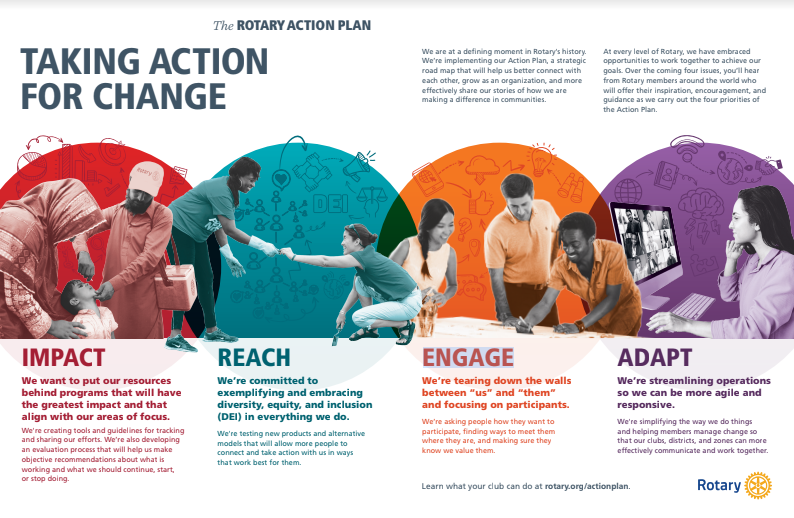 The ROTARY ACTION PLAN
TAKING ACTION
FOR CHANGE
We are at a defining moment in Rotary's history.
We're implementing our Action Plan, a strategic
road map that will help us better connect with
each other, grow as an organization, and more
effectively share our stories of how we are
making a difference in communities.
At every level of Rotary, we have embraced
opportunities to work together to achieve our
goals. Over the coming four issues, you'll hear
from Rotary members around the world who
will offer their inspiration, encouragement, and
guidance as we carry out the four priorities of
the Action Plan.
Rotary
DEI
IMPACT
We want to put our resources
behind programs that will have
the greatest impact and that
align with our areas of focus.
We're creating tools and guidelines for tracking
and sharing our efforts. We're also developing
an evaluation process that will help us make
objective recommendations about what is
working and what we should continue, start,
or stop doing.
REACH
We're committed to
exemplifying and embracing
diversity, equity, and inclusion
(DEI) in everything we do.
We're testing new products and alternative
models that will allow more people to
connect and take action with us in ways
that work best for them.
ENGAGE
We're tearing down the walls
between "us" and "them"
and focusing on participants.
We're asking people how they want to
participate, finding ways to meet them
where they are, and making sure they
know we value them.
ADAPT
We're streamlining operations
so we can be more agile and
responsive.
We're simplifying the way we do things
and helping members manage change so
that our clubs, districts, and zones can more
effectively communicate and work together.
Learn what your club can do at rotary.org/actionplan.
Rotary